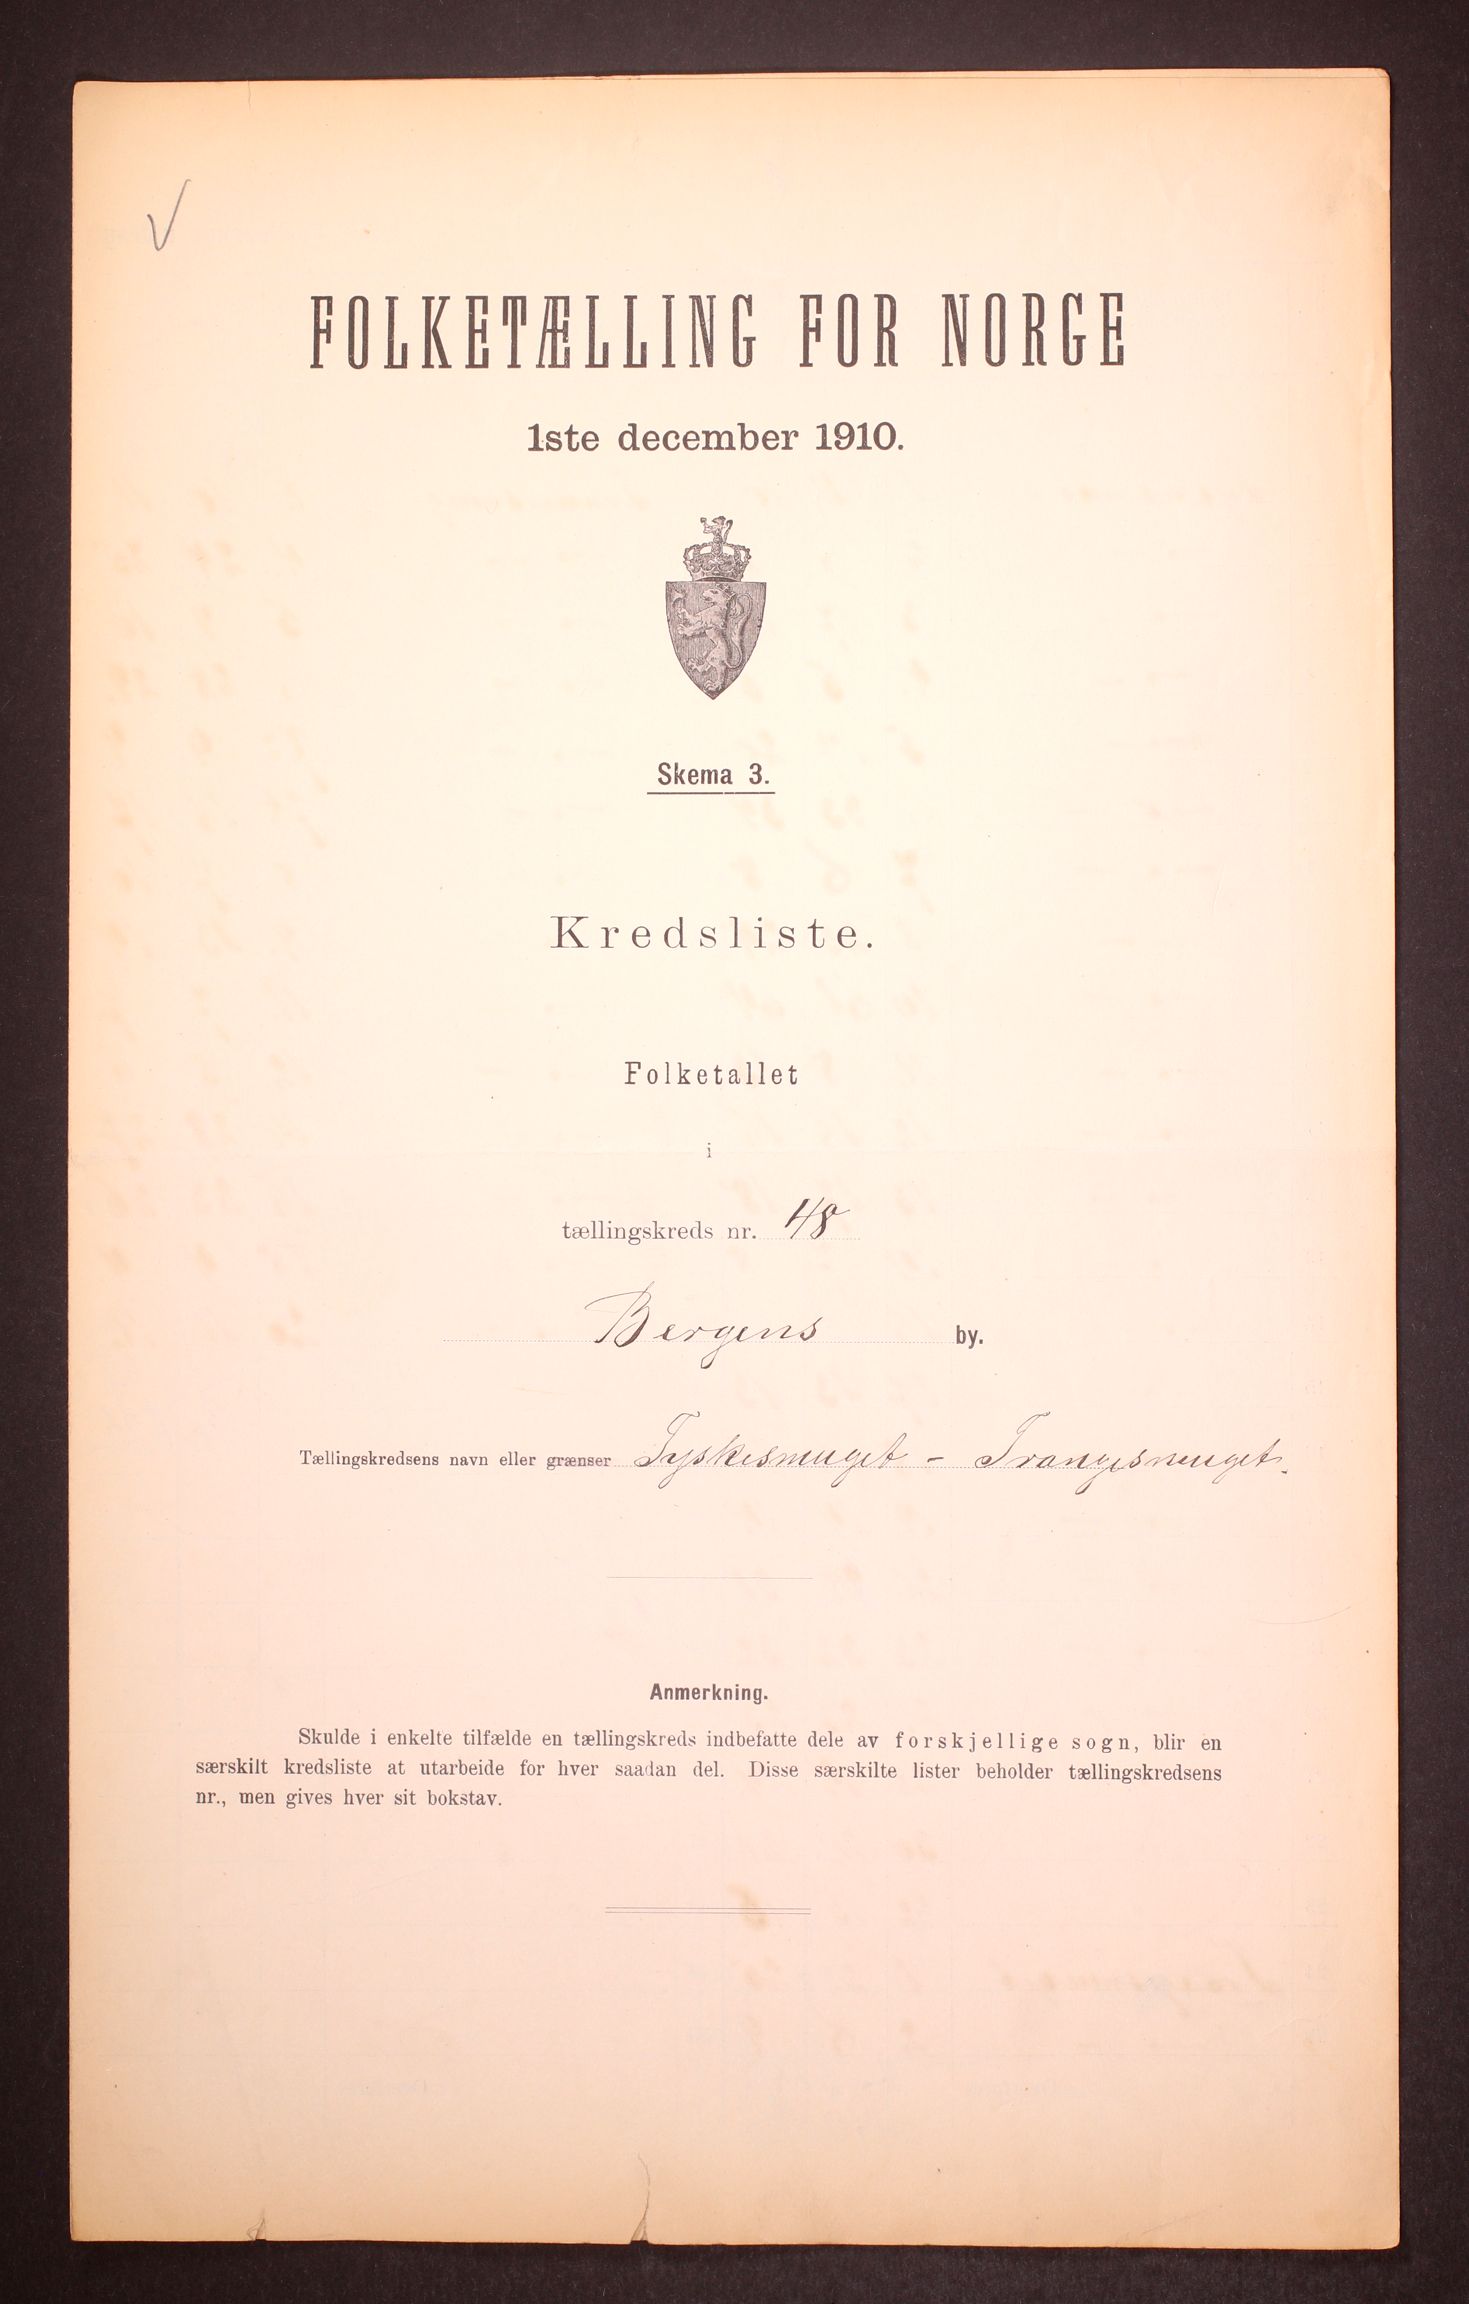 FOLKETÆLLING FOR NORGE
1ste december 1910.
Skema 3.
Kredsliste.
Folketallet
i
tællingskreds nr. 48
Bergens by.
Tællingskredsens navn eller grænser Tyskesmuget - Trangesmuget.
Anmerkning.
Skulde i enkelte tilfælde en tællingskreds indbefatte dele av forskjellige sogn, blir en
særskilt kredsliste at utarbeide for hver saadan del. Disse særskilte lister beholder tællingskredsens
nr., men gives hver sit bokstav.